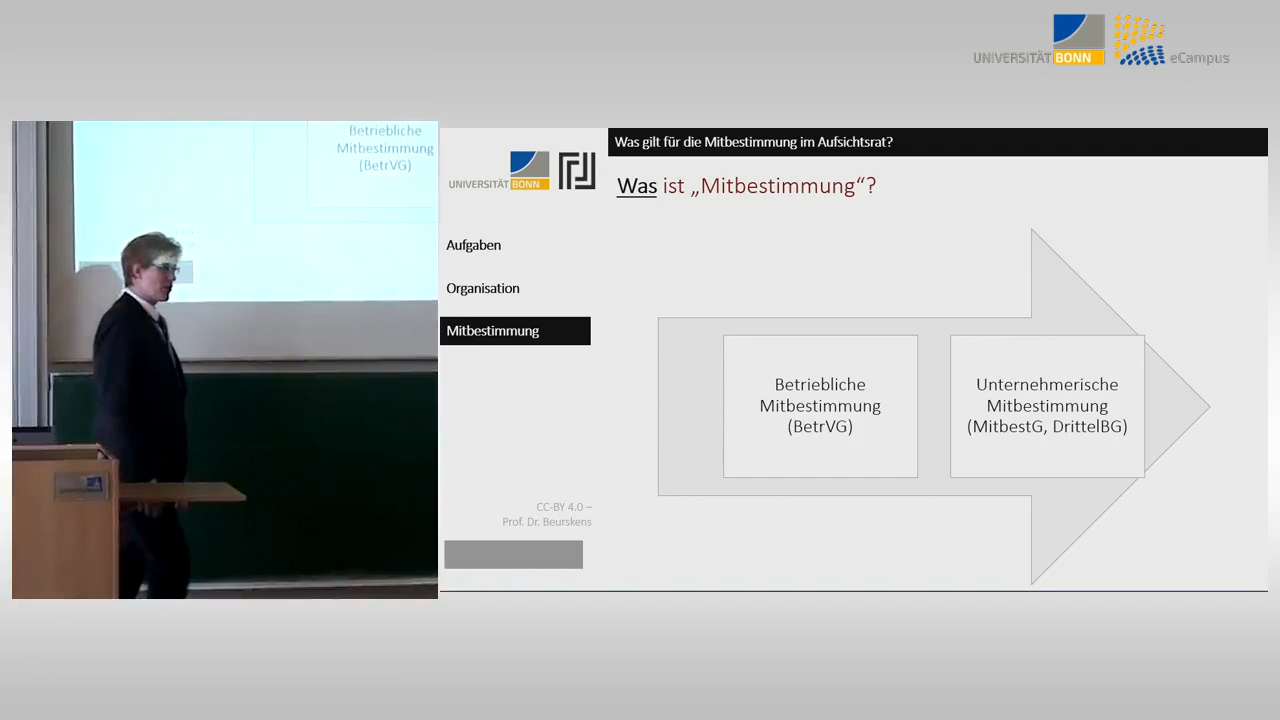 UNIVERSITÄT BONN eCampus
Betriebliche
Mitbestimmung
(BetrVG)
UNIVERSITÄT BONN
Was gilt für die Mitbestimmung im Aufsichtsrat?
Was ist „Mitbestimmung“?
Aufgaben
Organisation
Mitbestimmung
Betriebliche
Mitbestimmung
(BetrVG)
Unternehmerische
Mitbestimmung
(MitbestG, DrittelBG)
CC-BY 4.0 –
Prof. Dr. Beurskens